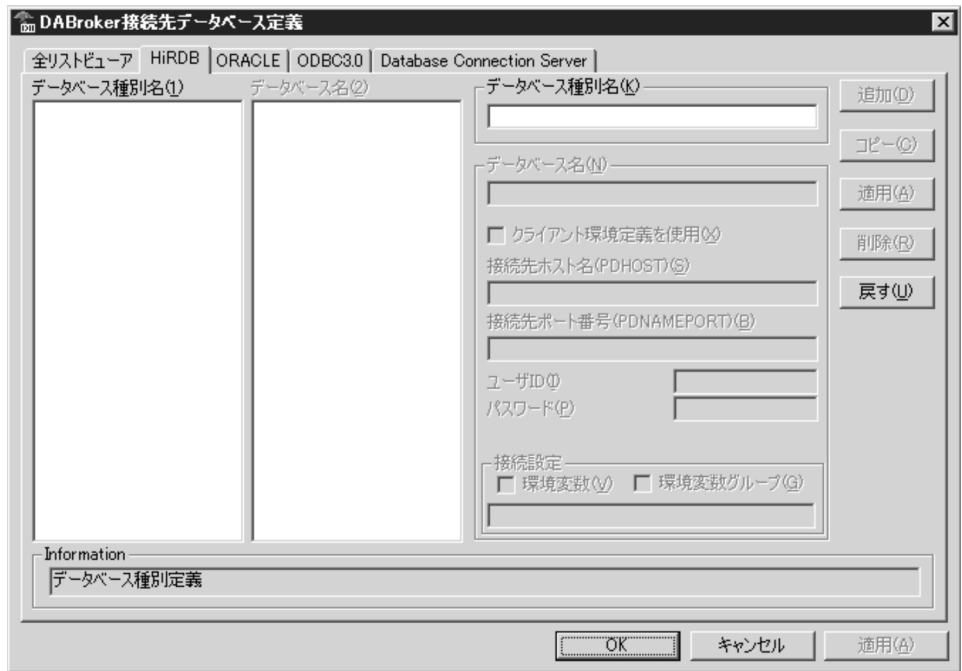 DABroker接続先データベース定義
全リストビューア HiRDB ORACLE ODBC3.0 Database Connection Server
データベース種別名(1) データベース名(2) データベース種別名(K) 追加(D)
コピー(C)
データベース名(N)
適用(A)
クライアント環境定義を使用(X)
削除(R)
接続先ホスト名(PDHOST)(S)
戻す(U)
接続先ポート番号(PDNAMEPORT)(B)
ユーザID(I)
パスワード(P)
接続設定
環境変数(V) 環境変数グループ(G)
Information
データベース種別定義
OK キャンセル 適用(A)